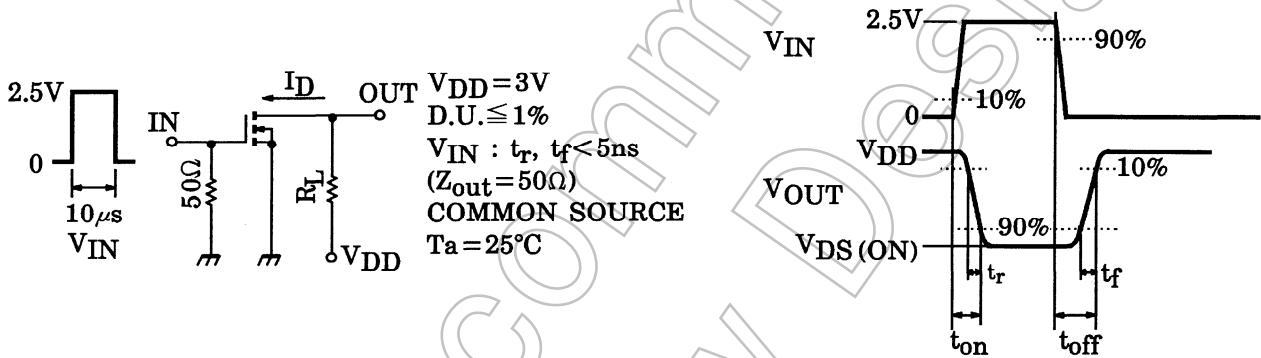 2.5V
0
10μs
VIN
IN
50Ω
ID
OUT
RL
VDD
VDD=3V
D.U.≦1%
VIN : tr, tf<5ns
(Zout=50Ω)
COMMON SOURCE
Ta=25°C
VIN
2.5V
90%
10%
0
VDD
10%
VOUT
90%
VDS (ON)
tr
tf
ton
toff